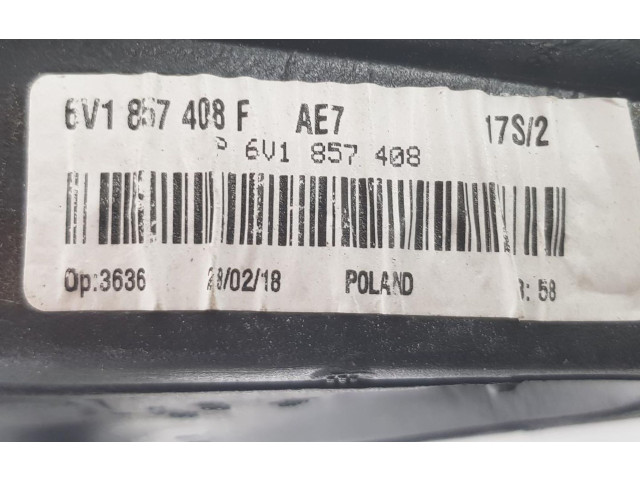 6V1 857 408 F AE7 17S/2
P 6V1 857 408
Op:3636 28/02/18 POLAND : 58